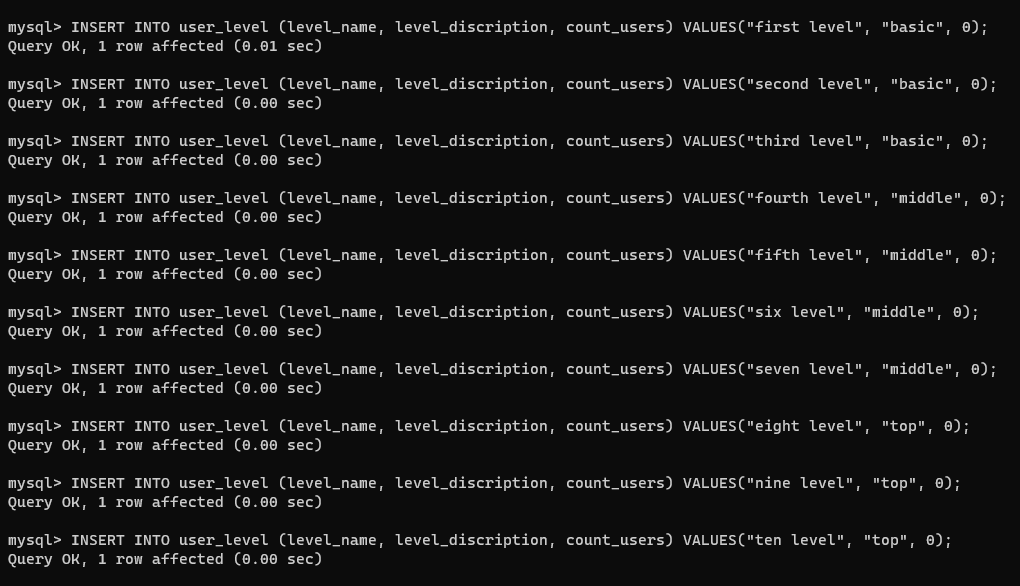 mysql> INSERT INTO user_level (level_name, level_discription, count_users) VALUES("first level", "basic", 0);
Query OK, 1 row affected (0.01 sec)
mysql> INSERT INTO user_level (level_name, level_discription, count_users) VALUES("second level", "basic", 0);
Query OK, 1 row affected (0.00 sec)
mysql> INSERT INTO user_level (level_name, level_discription, count_users) VALUES("third level", "basic", 0);
Query OK, 1 row affected (0.00 sec)
mysql> INSERT INTO user_level (level_name, level_discription, count_users) VALUES("fourth level", "middle", 0);
Query OK, 1 row affected (0.00 sec)
mysql> INSERT INTO user_level (level_name, level_discription, count_users) VALUES("fifth level", "middle", 0);
Query OK, 1 row affected (0.00 sec)
mysql> INSERT INTO user_level (level_name, level_discription, count_users) VALUES("six level", "middle", 0);
Query OK, 1 row affected (0.00 sec)
mysql> INSERT INTO user_level (level_name, level_discription, count_users) VALUES("seven level", "middle", 0);
Query OK, 1 row affected (0.00 sec)
mysql> INSERT INTO user_level (level_name, level_discription, count_users) VALUES("eight level", "top", 0);
Query OK, 1 row affected (0.00 sec)
mysql> INSERT INTO user_level (level_name, level_discription, count_users) VALUES("nine level", "top", 0);
Query OK, 1 row affected (0.00 sec)
mysql> INSERT INTO user_level (level_name, level_discription, count_users) VALUES("ten level", "top", 0);
Query OK, 1 row affected (0.00 sec)